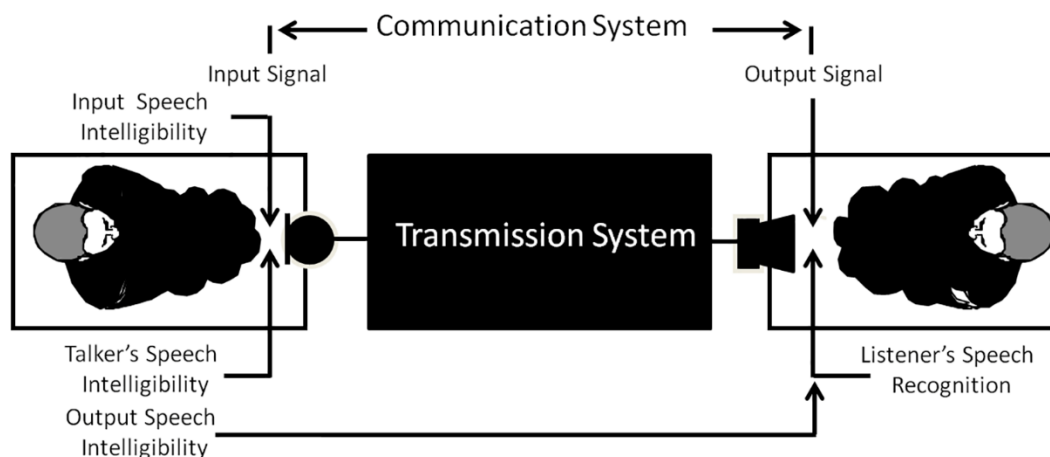 Communication System
Input Signal
Output Signal
Input Speech
Intelligibility
Transmission System
Talker's Speech
Intelligibility
Listener's Speech
Recognition
Output Speech
Intelligibility